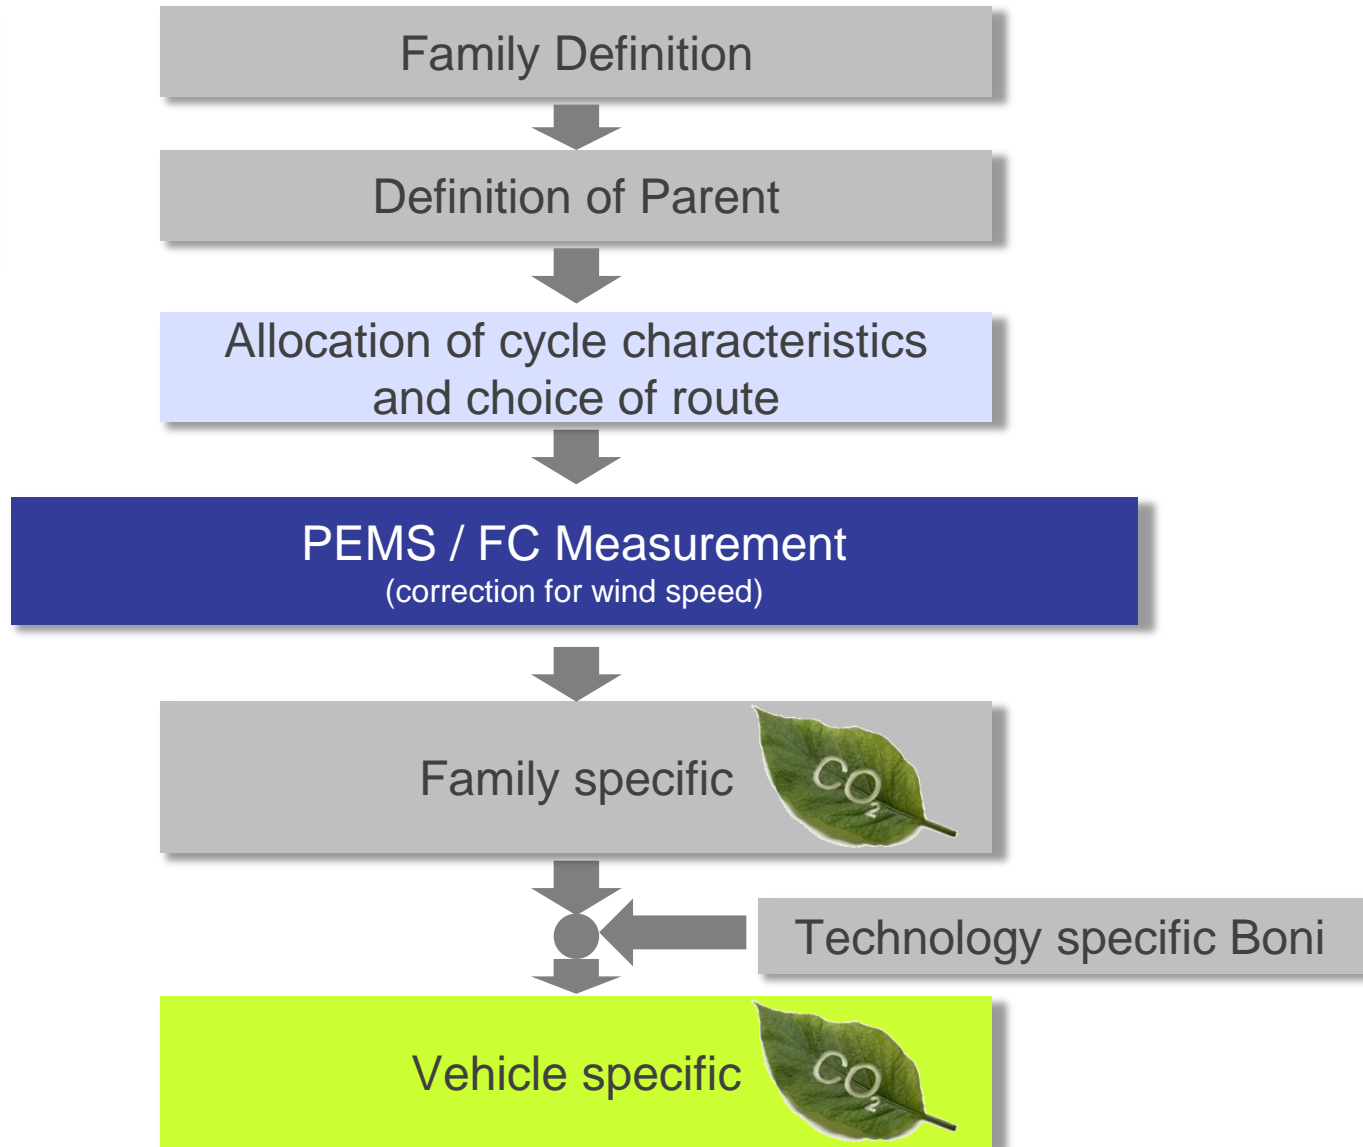 Family Definition
Definition of Parent
Allocation of cycle characteristics
and choice of route
PEMS / FC Measurement
(correction for wind speed)
Family specific
CO₂
Technology specific Boni
Vehicle specific
CO₂